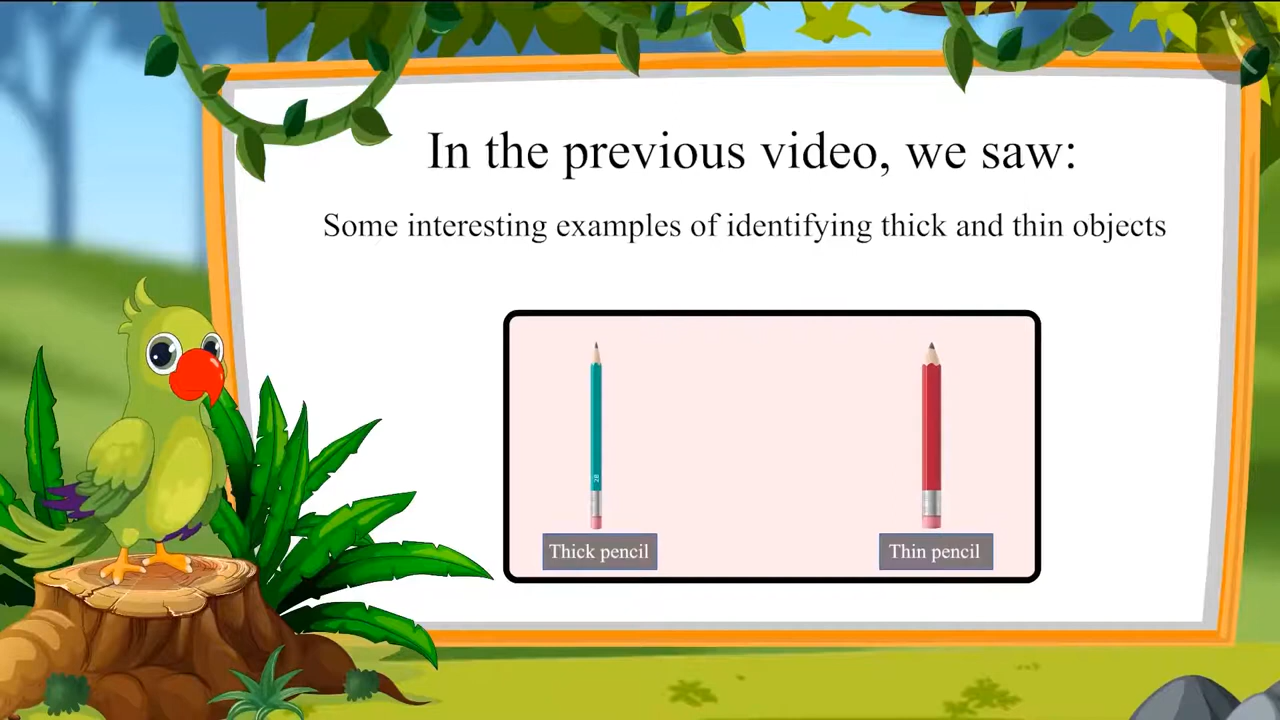 In the previous video, we saw:
Some interesting examples of identifying thick and thin objects
2B
Thick pencil
Thin pencil